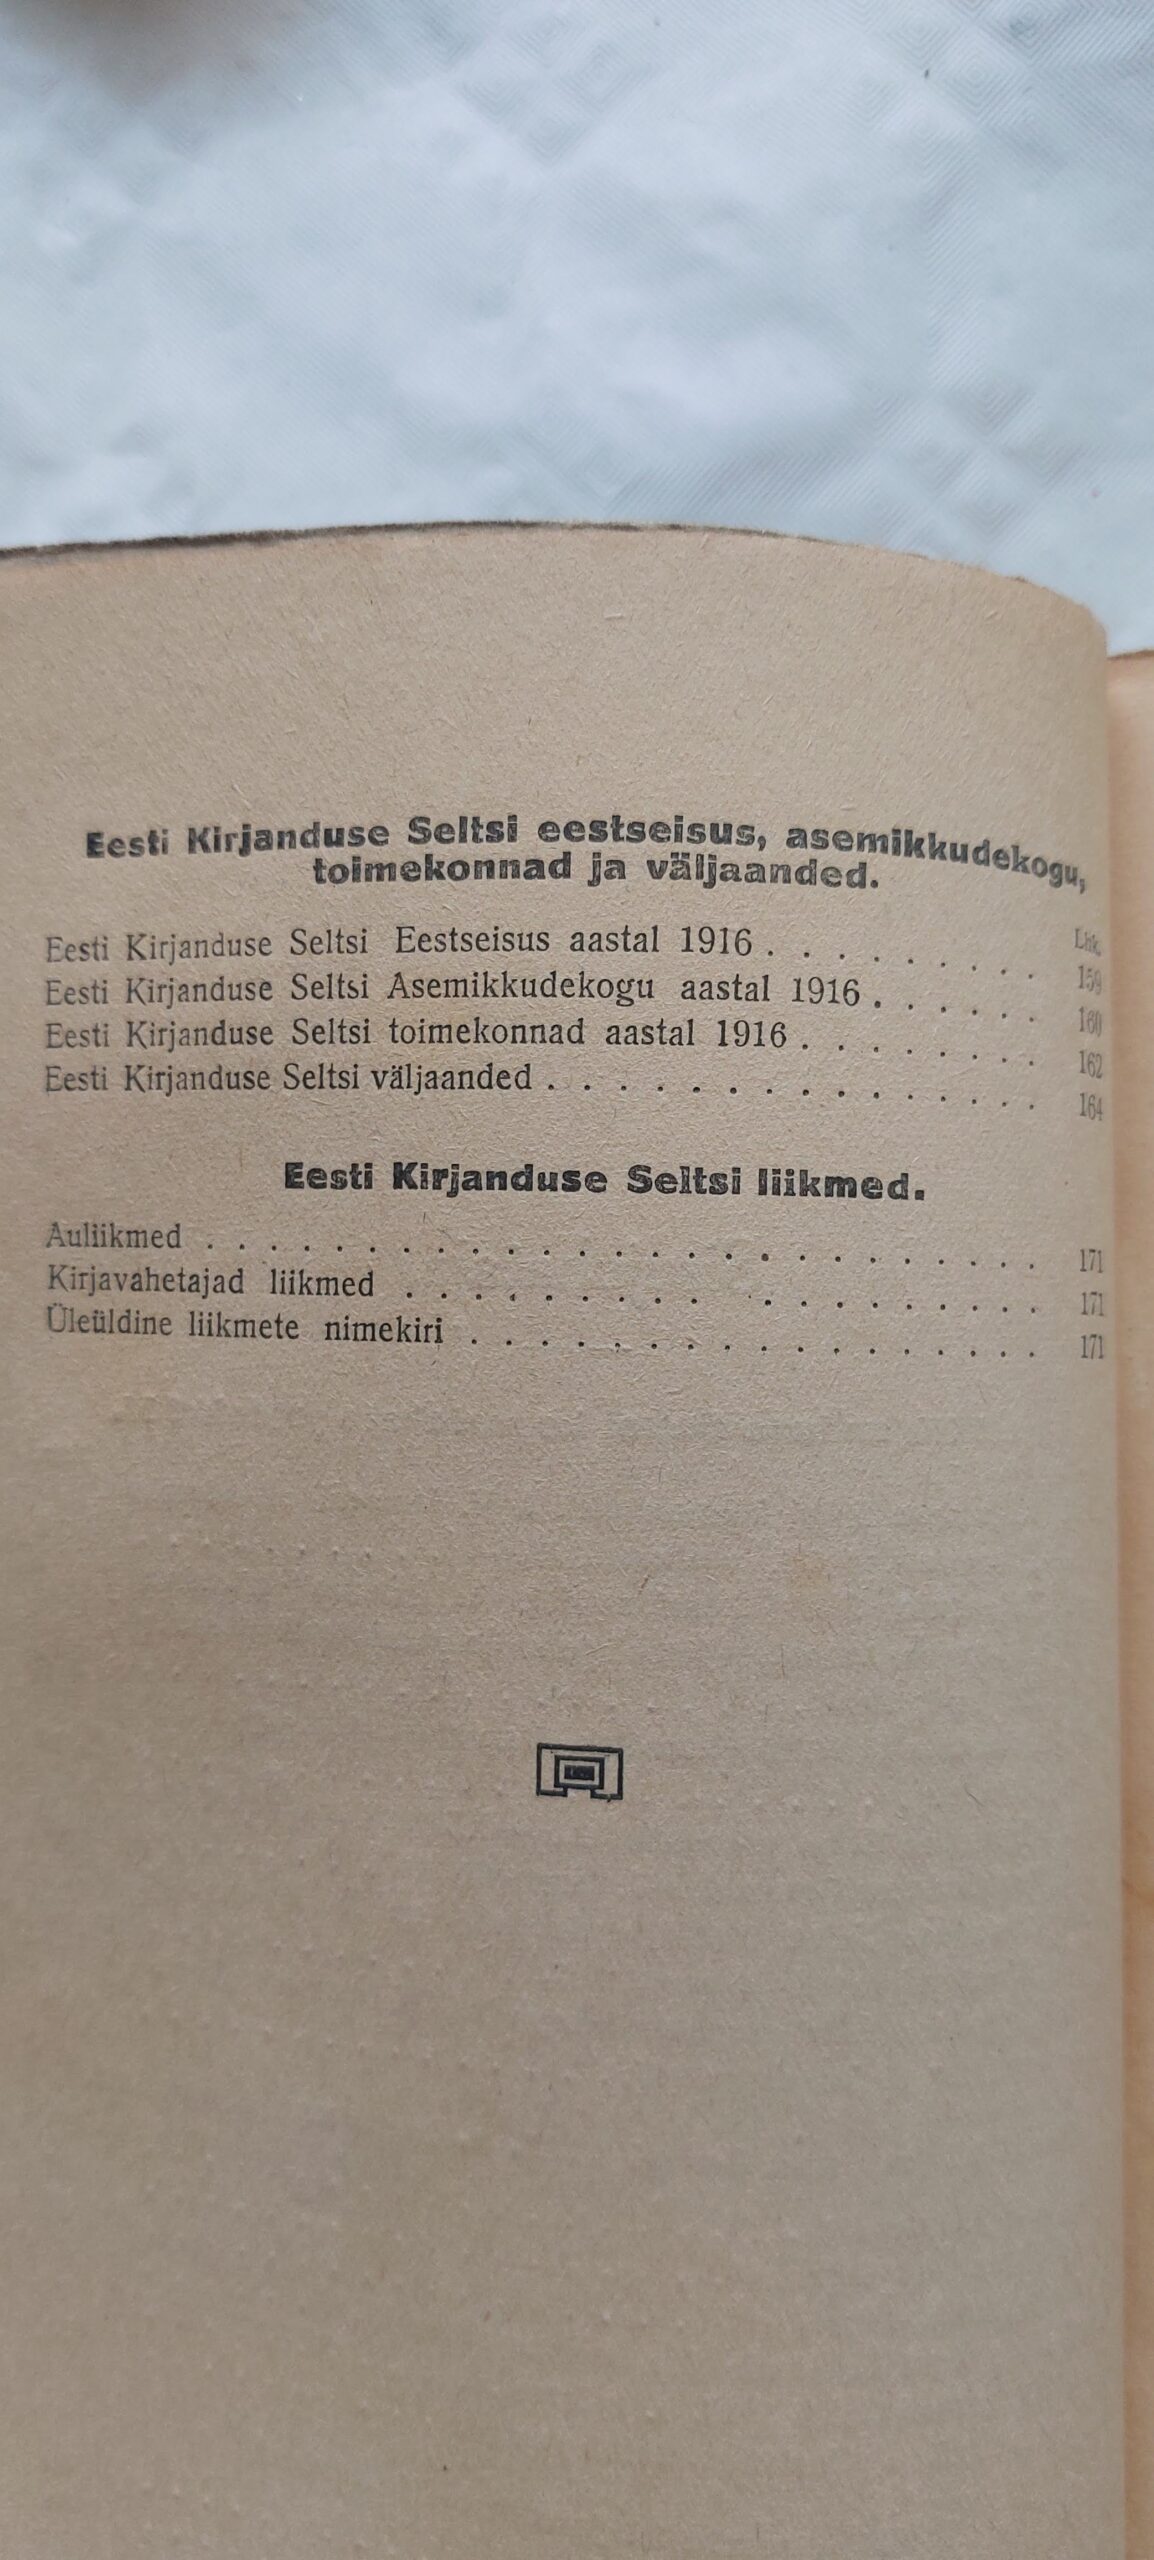 Eesti Kirjanduse Seltsi eestseisus, asemikkudekogu,
toimekonnad ja väljaanded.
Lhk.
Eesti Kirjanduse Seltsi Eestseisus aastal 1916 . . . . . . . . . 159
Eesti Kirjanduse Seltsi Asemikkudekogu aastal 1916 . . . . . . 160
Eesti Kirjanduse Seltsi toimekonnad aastal 1916 . . . . . . . . 162
Eesti Kirjanduse Seltsi väljaanded . . . . . . . . . . . . . . 164
Eesti Kirjanduse Seltsi liikmed.
Auliikmed . . . . . . . . . . . . . . . . . . . . . . . . . 171
Kirjavahetajad liikmed . . . . . . . . . . . . . . . . . . 171
Üleüldine liikmete nimekiri . . . . . . . . . . . . . . . . . 171